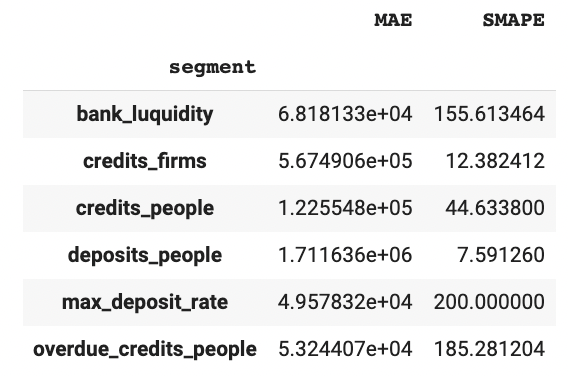 MAE SMAPE
segment
bank_luquidity 6.818133e+04 155.613464
credits_firms 5.674906e+05 12.382412
credits_people 1.225548e+05 44.633800
deposits_people 1.711636e+06 7.591260
max_deposit_rate 4.957832e+04 200.000000
overdue_credits_people 5.324407e+04 185.281204